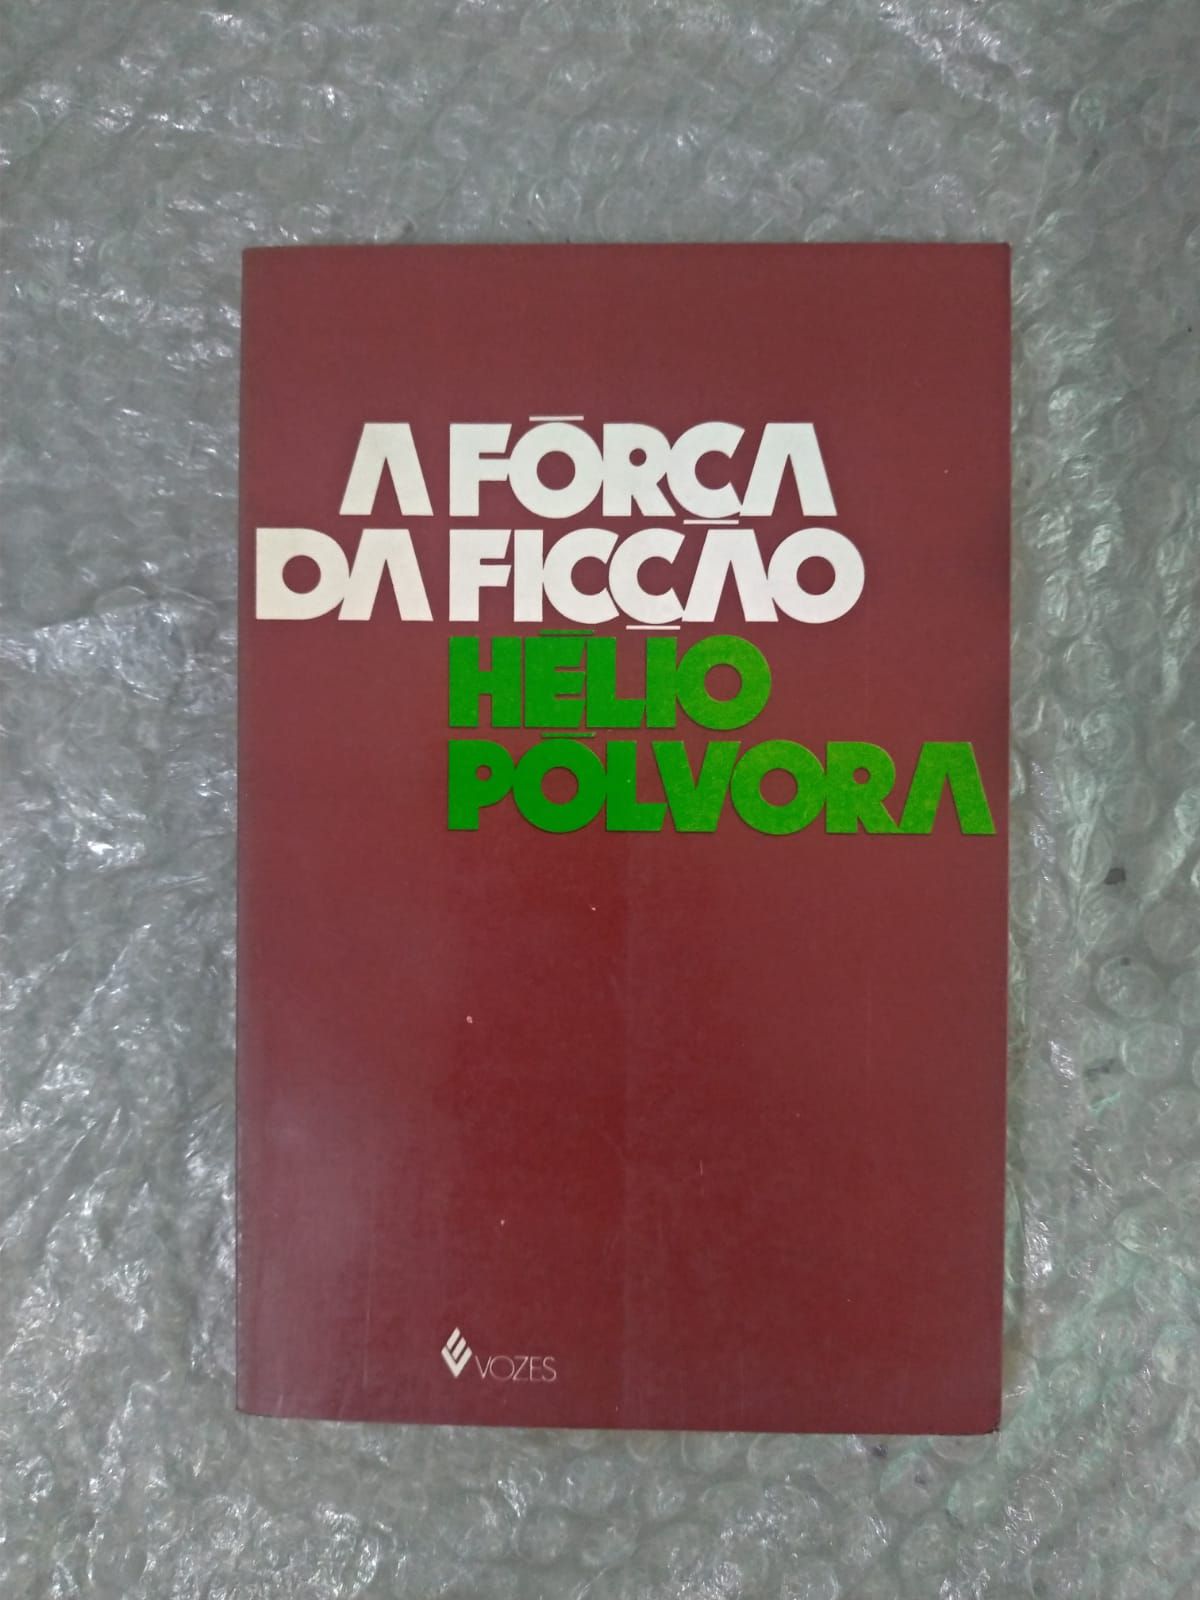 A FÔRÇA
DA FICÇÃO
HÉLIO
PÓLVORA
VOZES